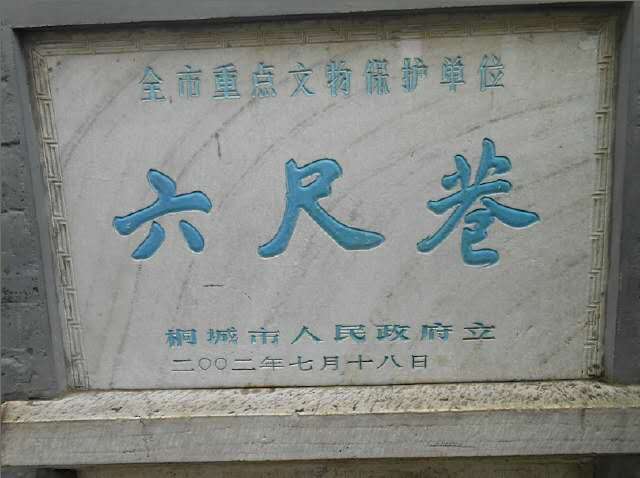 全市重点文物保护单位
六尺巷
桐城市人民政府立
二〇〇二年七月十八日